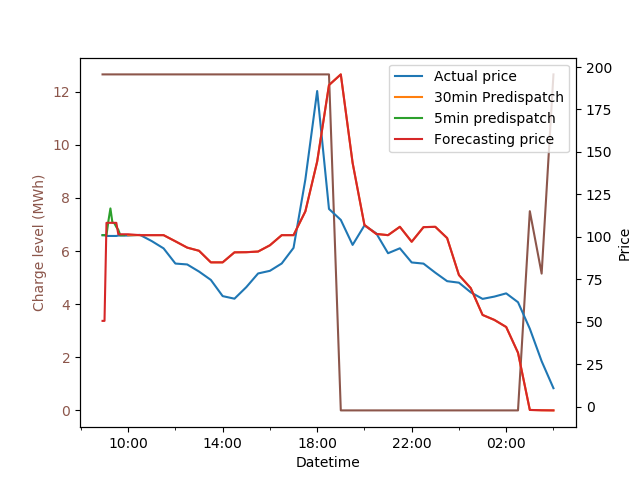 Actual price
30min Predispatch
5min predispatch
Forecasting price
12
10
8
6
4
2
0
Charge level (MWh)
200
175
150
125
100
75
50
25
0
Price
10:00 14:00 18:00 22:00 02:00
Datetime